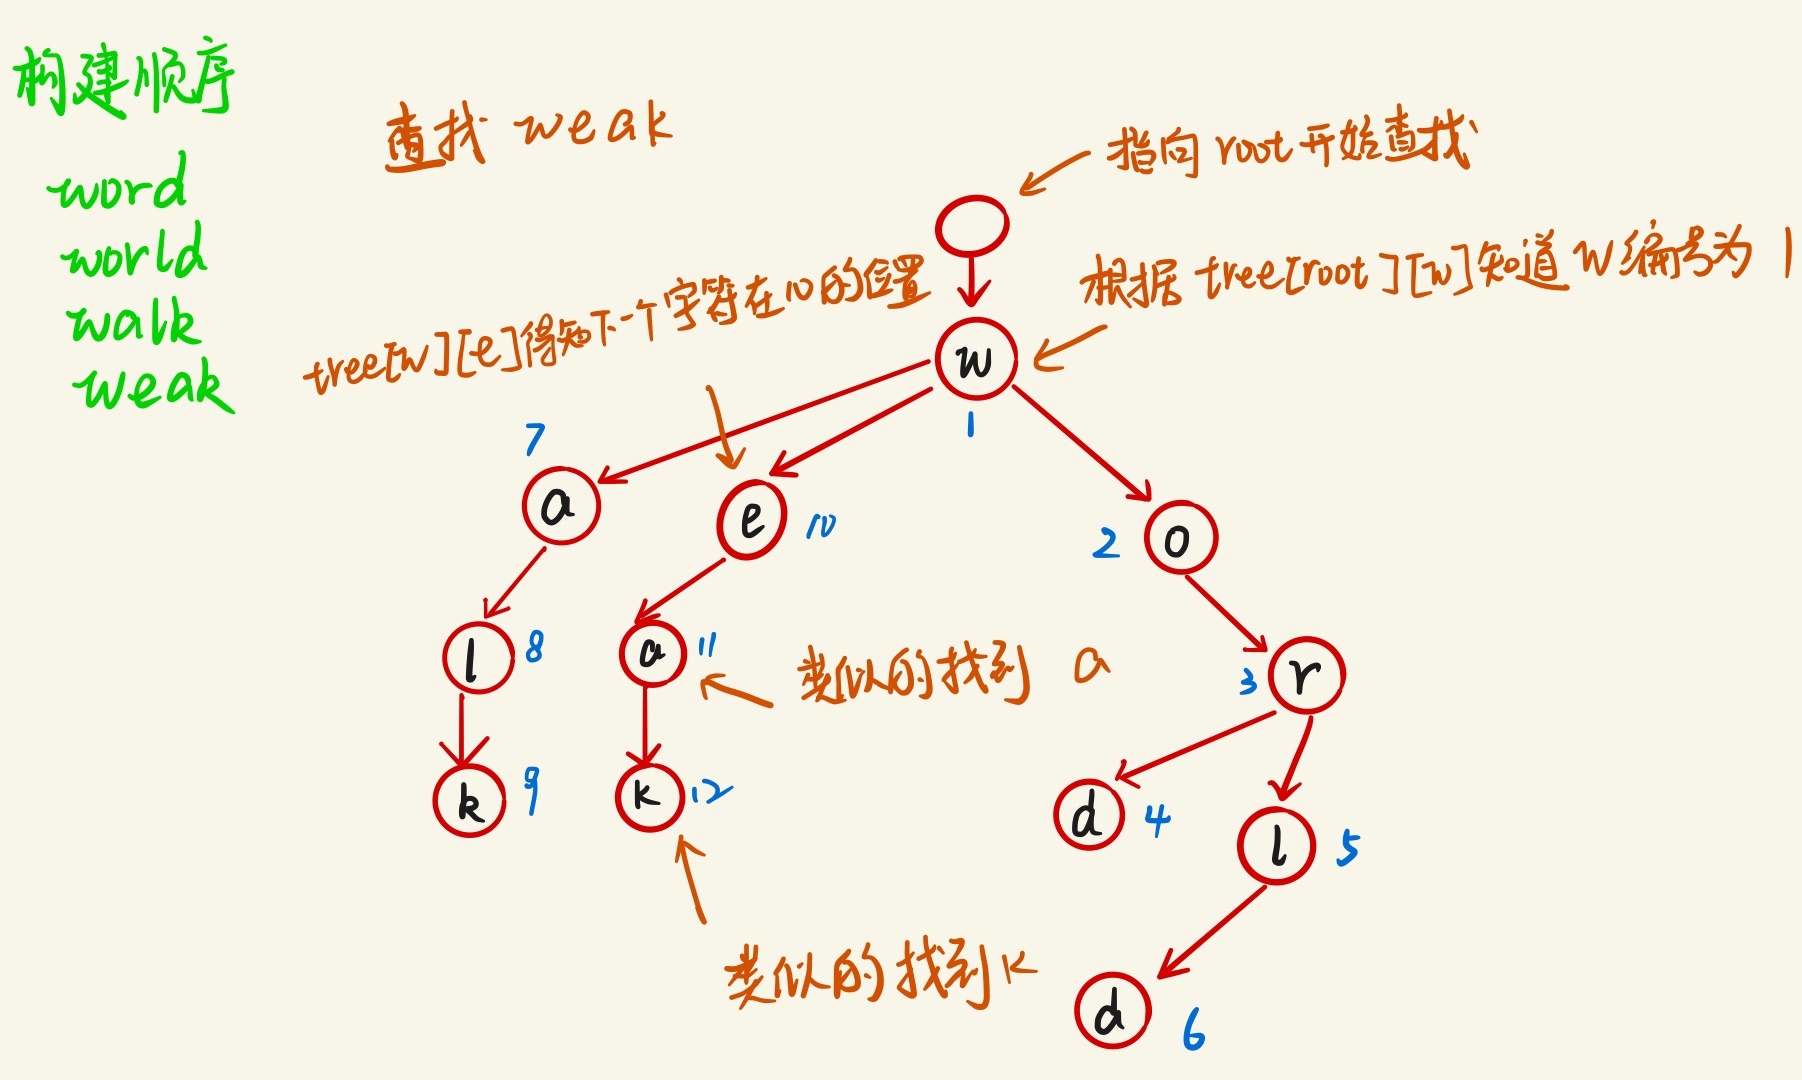 构建顺序
word
world
walk
weak
查找 weak
指向 root 开始查找
根据 tree[root][w]知道 w 编号为 1
tree[w][e]得知下一个字符在10的位置
w
1
7
a
e
10
2
o
l
8
a
11
类似的找到 a
3
r
k
9
k
12
d
4
l
5
类似的找到 k
d
6